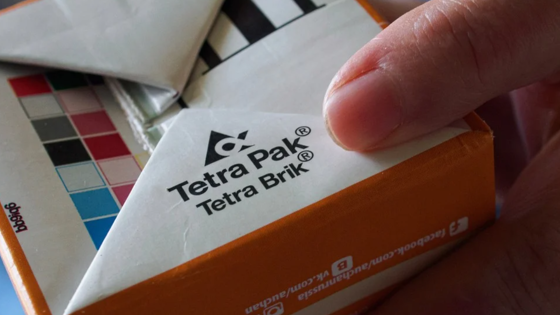 Tetra Pak®
Tetra Brik®
facebook.com/auchanrussia
vk.com/auchan